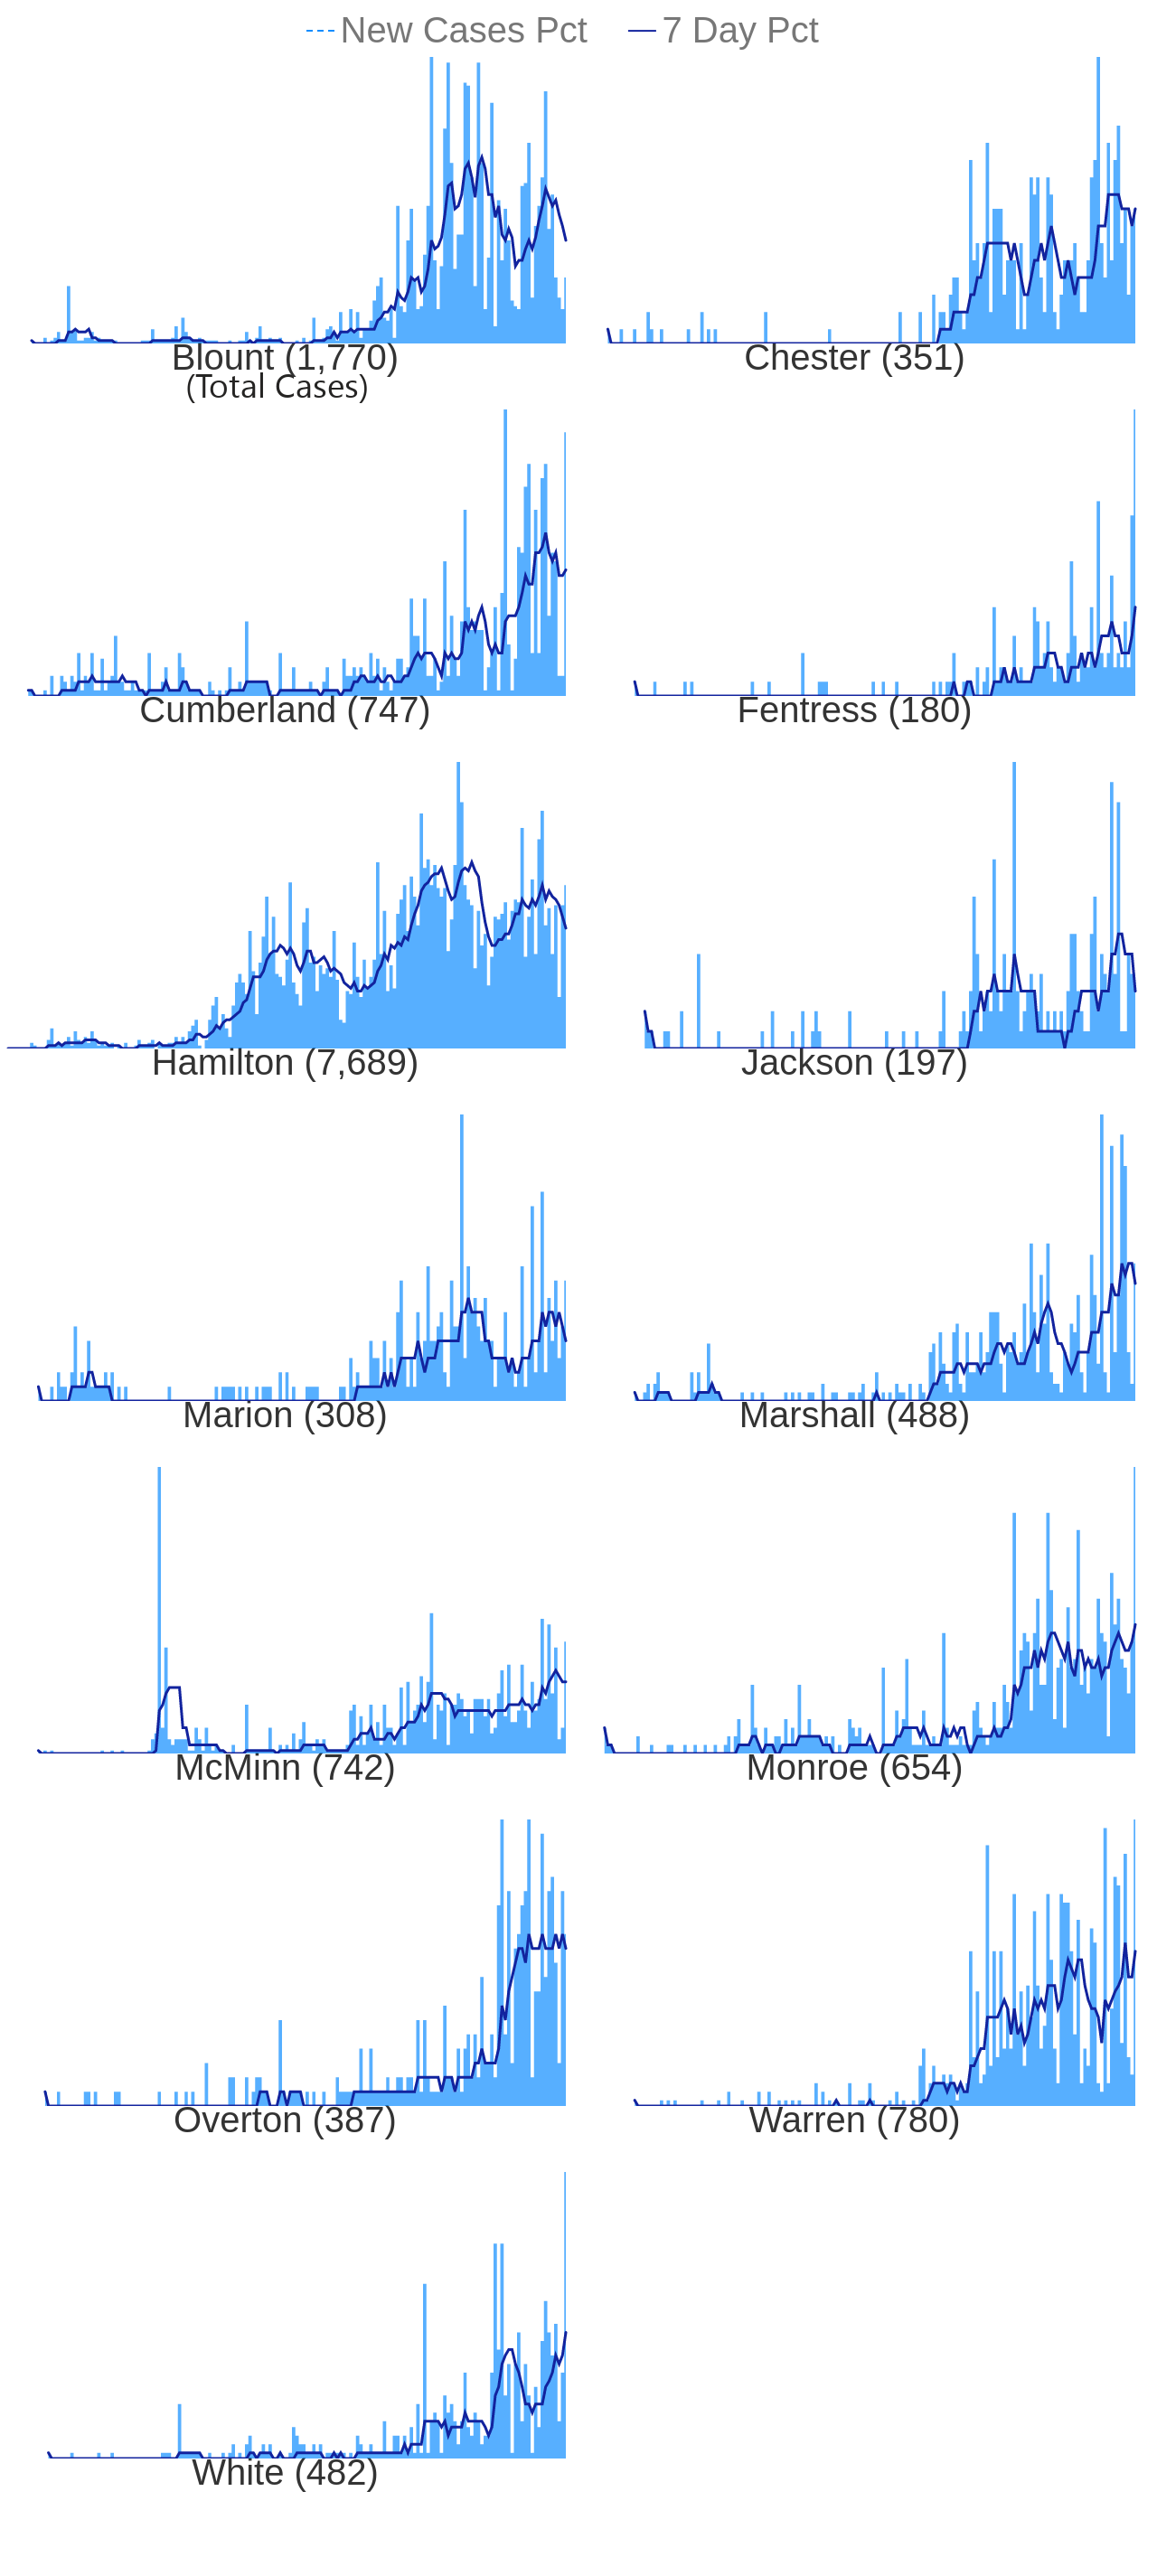 New Cases Pct 7 Day Pct
Blount (1,770) Chester (351)
(Total Cases)
Cumberland (747) Fentress (180)
Hamilton (7,689) Jackson (197)
Marion (308) Marshall (488)
McMinn (742) Monroe (654)
Overton (387) Warren (780)
White (482)